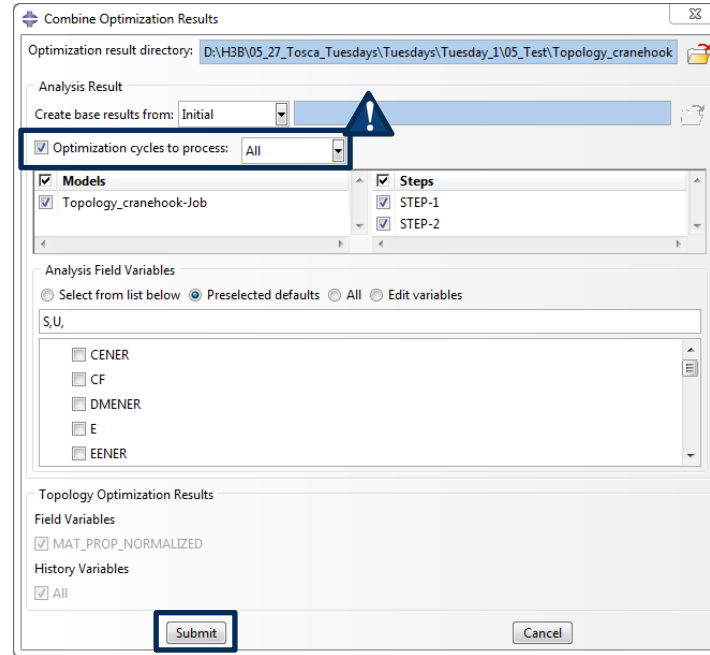 Combine Optimization Results
Optimization result directory: D:\H3B\05_27_Tosca_Tuesdays\Tuesdays\Tuesday_1\05_Test\Topology_cranehook
Analysis Result
Create base results from: Initial
!
Optimization cycles to process: All
Models Steps
Topology_cranehook-Job STEP-1
STEP-2
Analysis Field Variables
Select from list below Preselected defaults All Edit variables
S,U,
CENER
CF
DMENER
E
EENER
Topology Optimization Results
Field Variables
MAT_PROP_NORMALIZED
History Variables
All
Submit Cancel